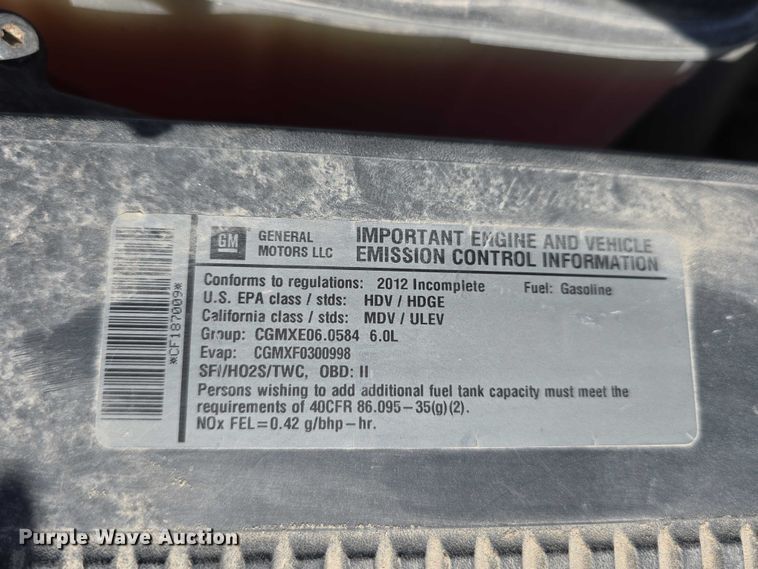 GM GENERAL MOTORS LLC
IMPORTANT ENGINE AND VEHICLE
EMISSION CONTROL INFORMATION
Conforms to regulations: 2012 Incomplete Fuel: Gasoline
U.S. EPA class / stds: HDV / HDGE
California class / stds: MDV / ULEV
Group: CGMXE06.0584 6.0L
Evap: CGMXF0300998
SFI/HO2S/TWC, OBD: II
Persons wishing to add additional fuel tank capacity must meet the
requirements of 40CFR 86.095-35(g)(2).
NOx FEL=0.42 g/bhp-hr.
*CF187009*
Purple Wave Auction